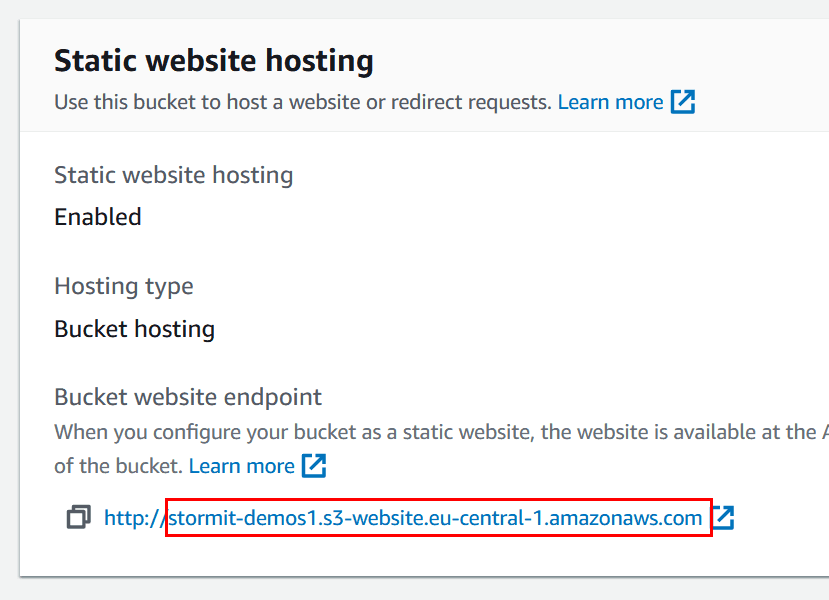 Static website hosting
Use this bucket to host a website or redirect requests. Learn more
Static website hosting
Enabled
Hosting type
Bucket hosting
Bucket website endpoint
When you configure your bucket as a static website, the website is available at the
of the bucket. Learn more
http://stormit-demos1.s3-website.eu-central-1.amazonaws.com